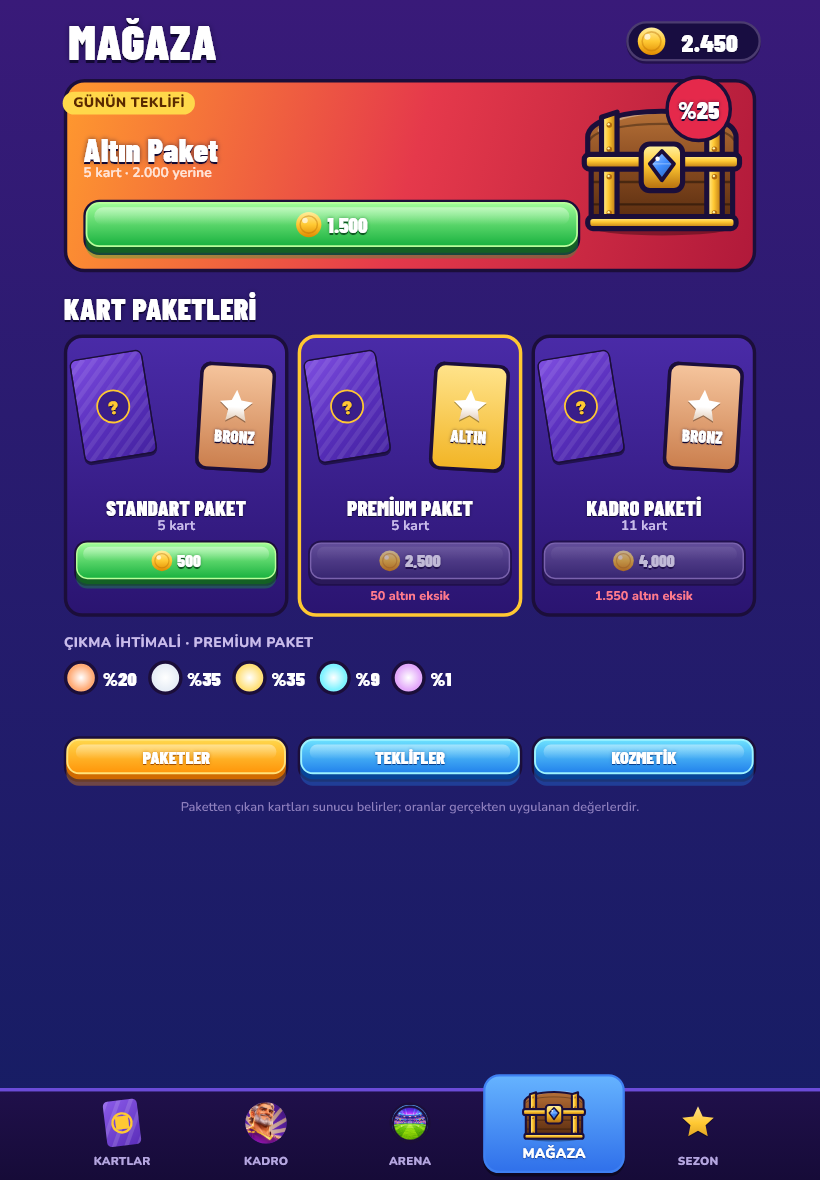 MAĞAZA
2.450
GÜNÜN TEKLİFİ
%25
Altın Paket
5 kart · 2.000 yerine
1.500
KART PAKETLERİ
?
BRONZ
?
ALTIN
?
BRONZ
STANDART PAKET
5 kart
500
PREMİUM PAKET
5 kart
2.500
50 altın eksik
KADRO PAKETİ
11 kart
4.000
1.550 altın eksik
ÇIKMA İHTİMALİ · PREMIUM PAKET
%20 %35 %35 %9 %1
PAKETLER
TEKLİFLER
KOZMETİK
Paketten çıkan kartları sunucu belirler; oranlar gerçekten uygulanan değerlerdir.
KARTLAR
KADRO
ARENA
MAĞAZA
SEZON